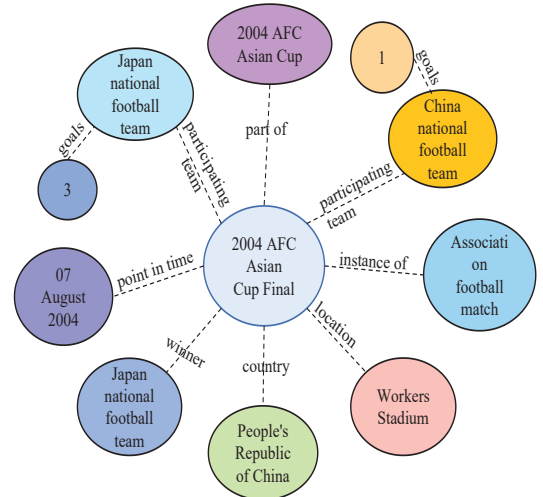 2004 AFC
Asian Cup
1
goals
China
national
football
team
Japan
national
football
team
goals
3
participating
team
part of
participating
team
2004 AFC
Asian
Cup Final
instance of
Associati
on
football
match
point in time
07
August
2004
winner
Japan
national
football
team
country
People's
Republic
of China
location
Workers
Stadium